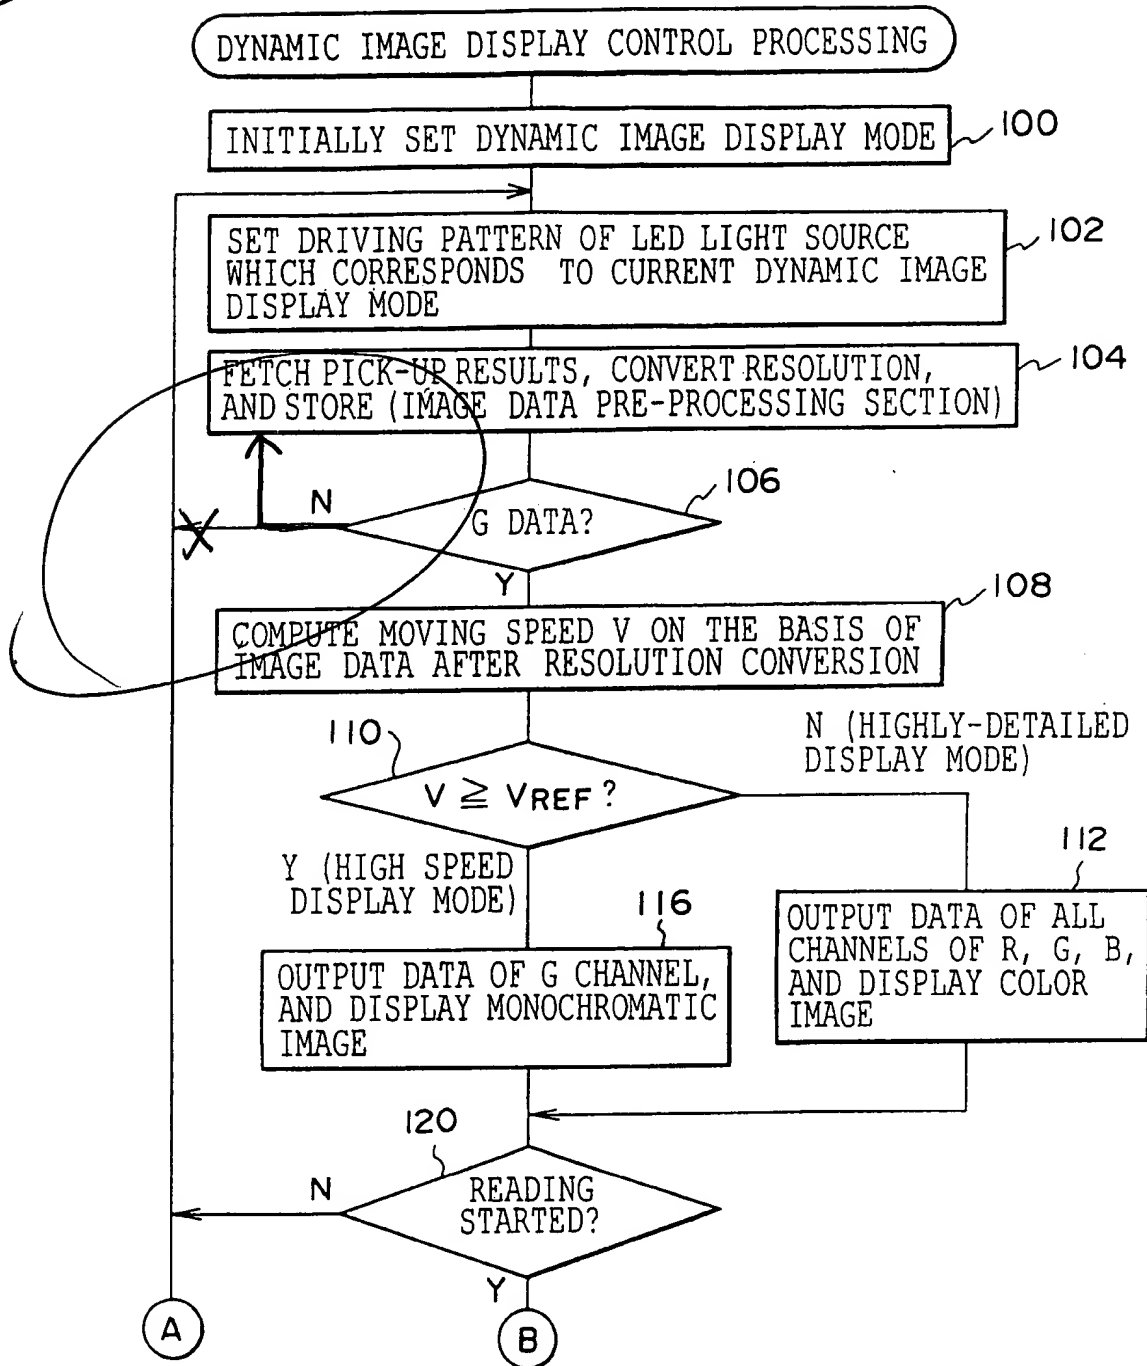 DYNAMIC IMAGE DISPLAY CONTROL PROCESSING
INITIALLY SET DYNAMIC IMAGE DISPLAY MODE
100
SET DRIVING PATTERN OF LED LIGHT SOURCE
WHICH CORRESPONDS TO CURRENT DYNAMIC IMAGE
DISPLAY MODE
102
FETCH PICK-UP RESULTS, CONVERT RESOLUTION,
AND STORE (IMAGE DATA PRE-PROCESSING SECTION)
104
N
G DATA?
106
Y
108
COMPUTE MOVING SPEED V ON THE BASIS OF
IMAGE DATA AFTER RESOLUTION CONVERSION
110
V ≧ VREF ?
N (HIGHLY-DETAILED
DISPLAY MODE)
Y (HIGH SPEED
DISPLAY MODE)
116
OUTPUT DATA OF G CHANNEL,
AND DISPLAY MONOCHROMATIC
IMAGE
112
OUTPUT DATA OF ALL
CHANNELS OF R, G, B,
AND DISPLAY COLOR
IMAGE
120
N
READING
STARTED?
Y
A
B